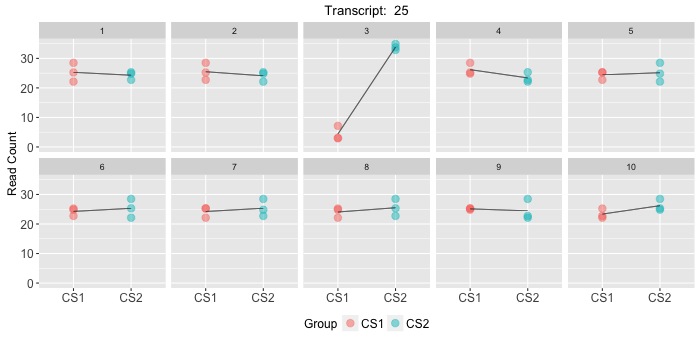 Transcript: 25
1 2 3 4 5
30
20
10
0
Read Count
6 7 8 9 10
30
20
10
0
CS1 CS2 CS1 CS2 CS1 CS2 CS1 CS2 CS1 CS2
Group CS1 CS2